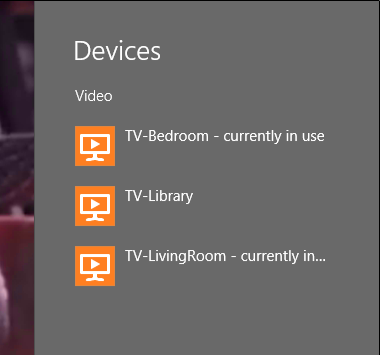 Devices
Video
TV-Bedroom - currently in use
TV-Library
TV-LivingRoom - currently in...